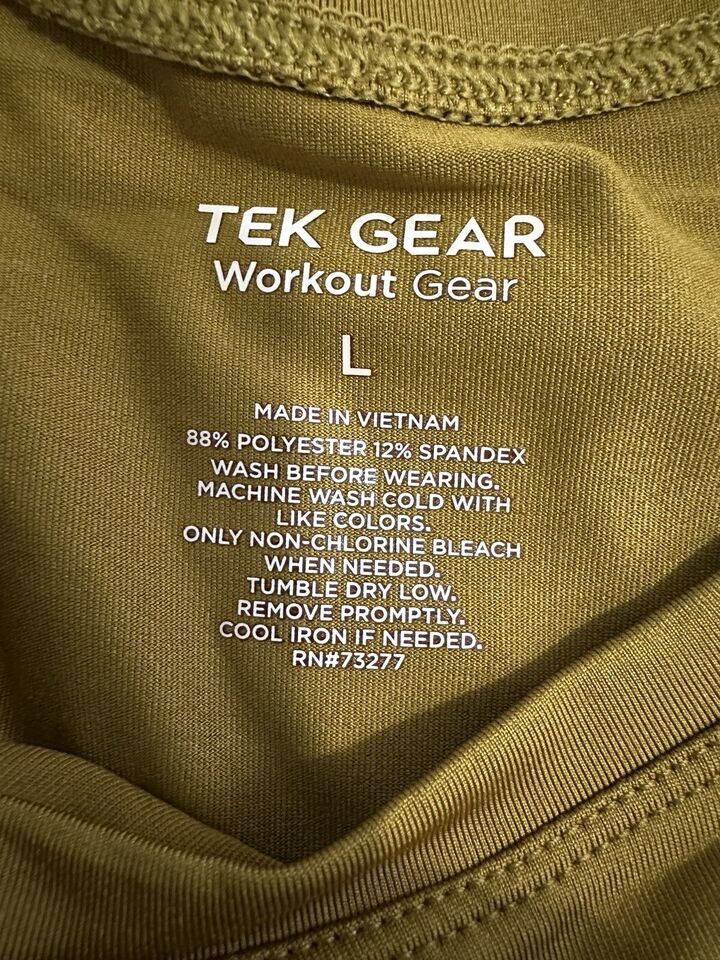 TEK GEAR
Workout Gear
L
MADE IN VIETNAM
88% POLYESTER 12% SPANDEX
WASH BEFORE WEARING.
MACHINE WASH COLD WITH
LIKE COLORS.
ONLY NON-CHLORINE BLEACH
WHEN NEEDED.
TUMBLE DRY LOW.
REMOVE PROMPTLY.
COOL IRON IF NEEDED.
RN#73277